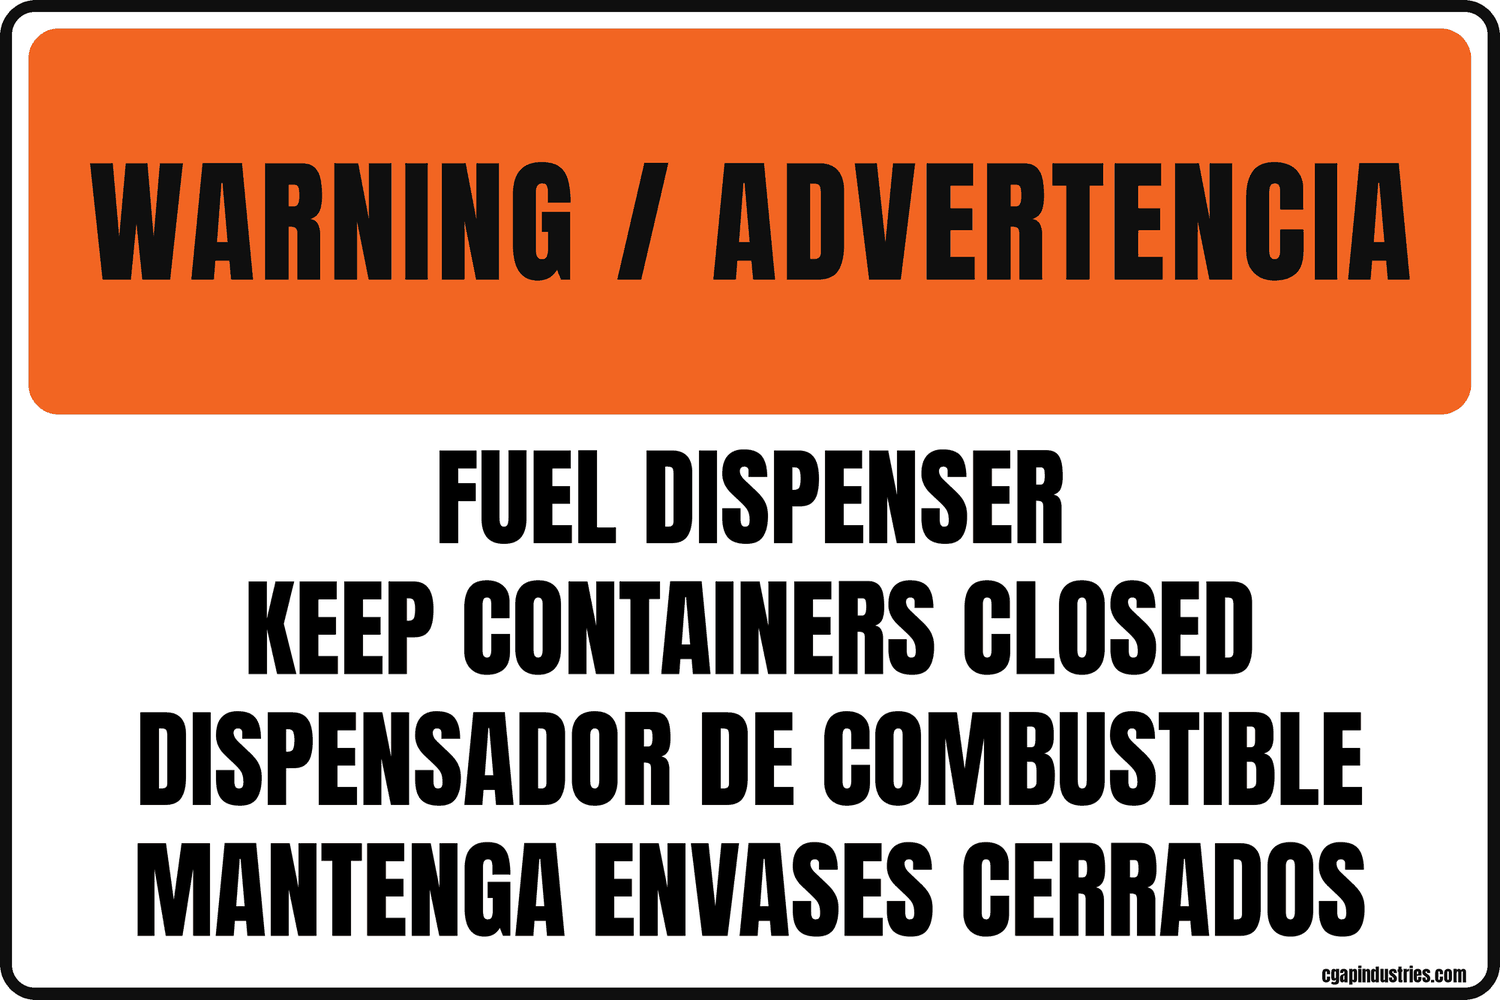 WARNING / ADVERTENCIA
FUEL DISPENSER
KEEP CONTAINERS CLOSED
DISPENSADOR DE COMBUSTIBLE
MANTENGA ENVASES CERRADOS
cgapindustries.com